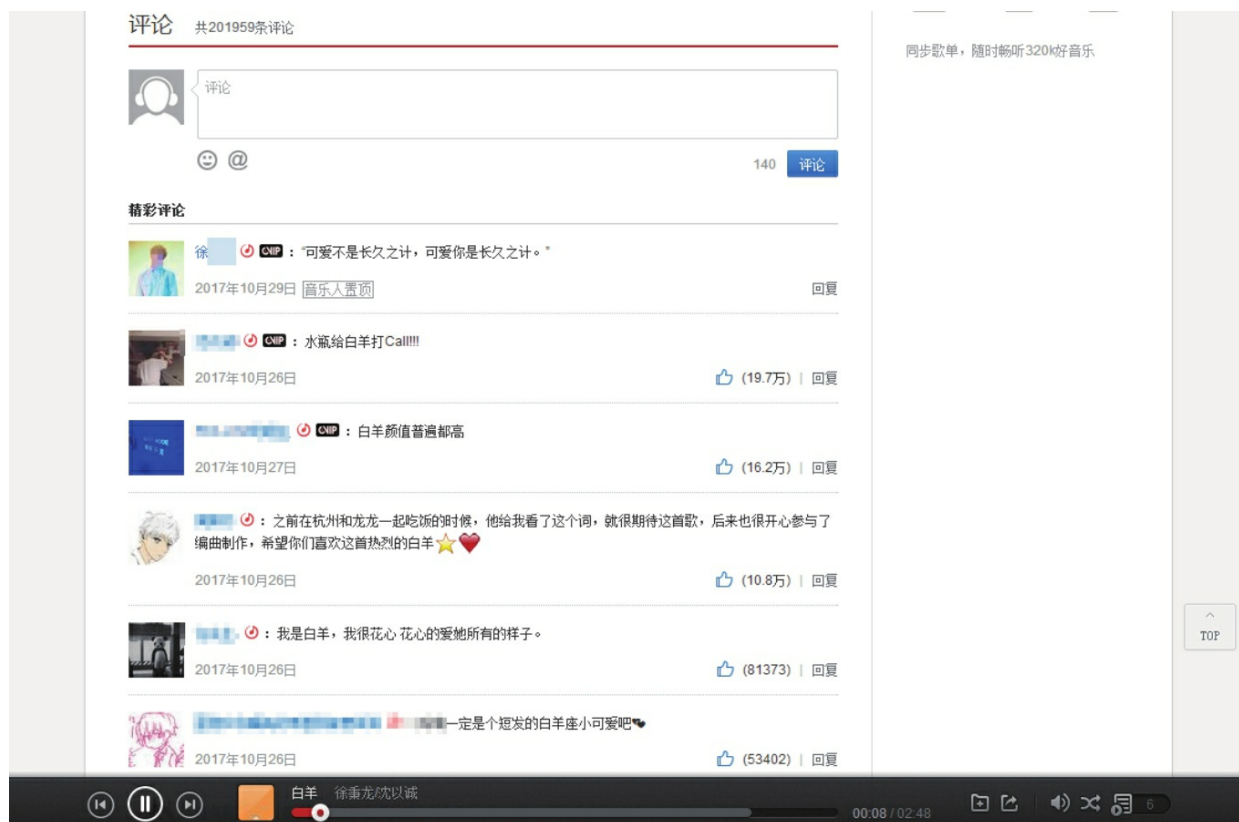 评论 共201959条评论
同步歌单，随时畅听320k好音乐
评论
140 评论
精彩评论
徐 CVIP ：“可爱不是长久之计，可爱你是长久之计。”
2017年10月29日 音乐人置顶 回复
CVIP ：水瓶给白羊打Call!!!
2017年10月26日 (19.7万) | 回复
CVIP ：白羊颜值普遍都高
2017年10月27日 (16.2万) | 回复
：之前在杭州和龙龙一起吃饭的时候，他给我看了这个词，就很期待这首歌，后来也很开心参与了
编曲制作，希望你们喜欢这首热烈的白羊
2017年10月26日 (10.8万) | 回复
：我是白羊，我很花心 花心的爱她所有的样子。
2017年10月26日 (81373) | 回复
一定是个短发的白羊座小可爱吧
2017年10月26日 (53402) | 回复
TOP
白羊 徐秉龙/沈以诚
00:08 / 02:48
6